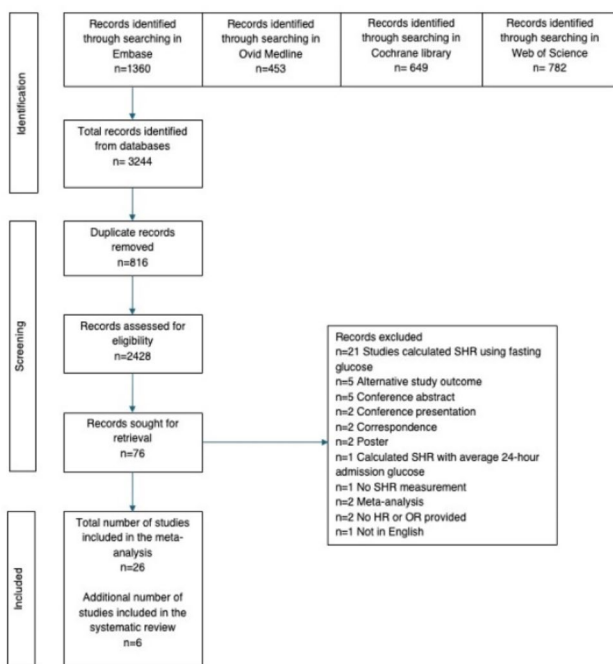 Identification
Records identified
through searching in
Embase
n=1360
Records identified
through searching in
Ovid Medline
n=453
Records identified
through searching in
Cochrane library
n= 649
Records identified
through searching in
Web of Science
n= 782
Total records identified
from databases
n= 3244
Screening
Duplicate records
removed
n=816
Records assessed for
eligibility
n=2428
Records sought for
retrieval
n=76
Records excluded
n=21 Studies calculated SHR using fasting
glucose
n=5 Alternative study outcome
n=5 Conference abstract
n=2 Conference presentation
n=2 Correspondence
n=2 Poster
n=1 Calculated SHR with average 24-hour
admission glucose
n=1 No SHR measurement
n=2 Meta-analysis
n=2 No HR or OR provided
n=1 Not in English
Included
Total number of studies
included in the meta-
analysis
n=26
Additional number of
studies included in the
systematic review
n=6